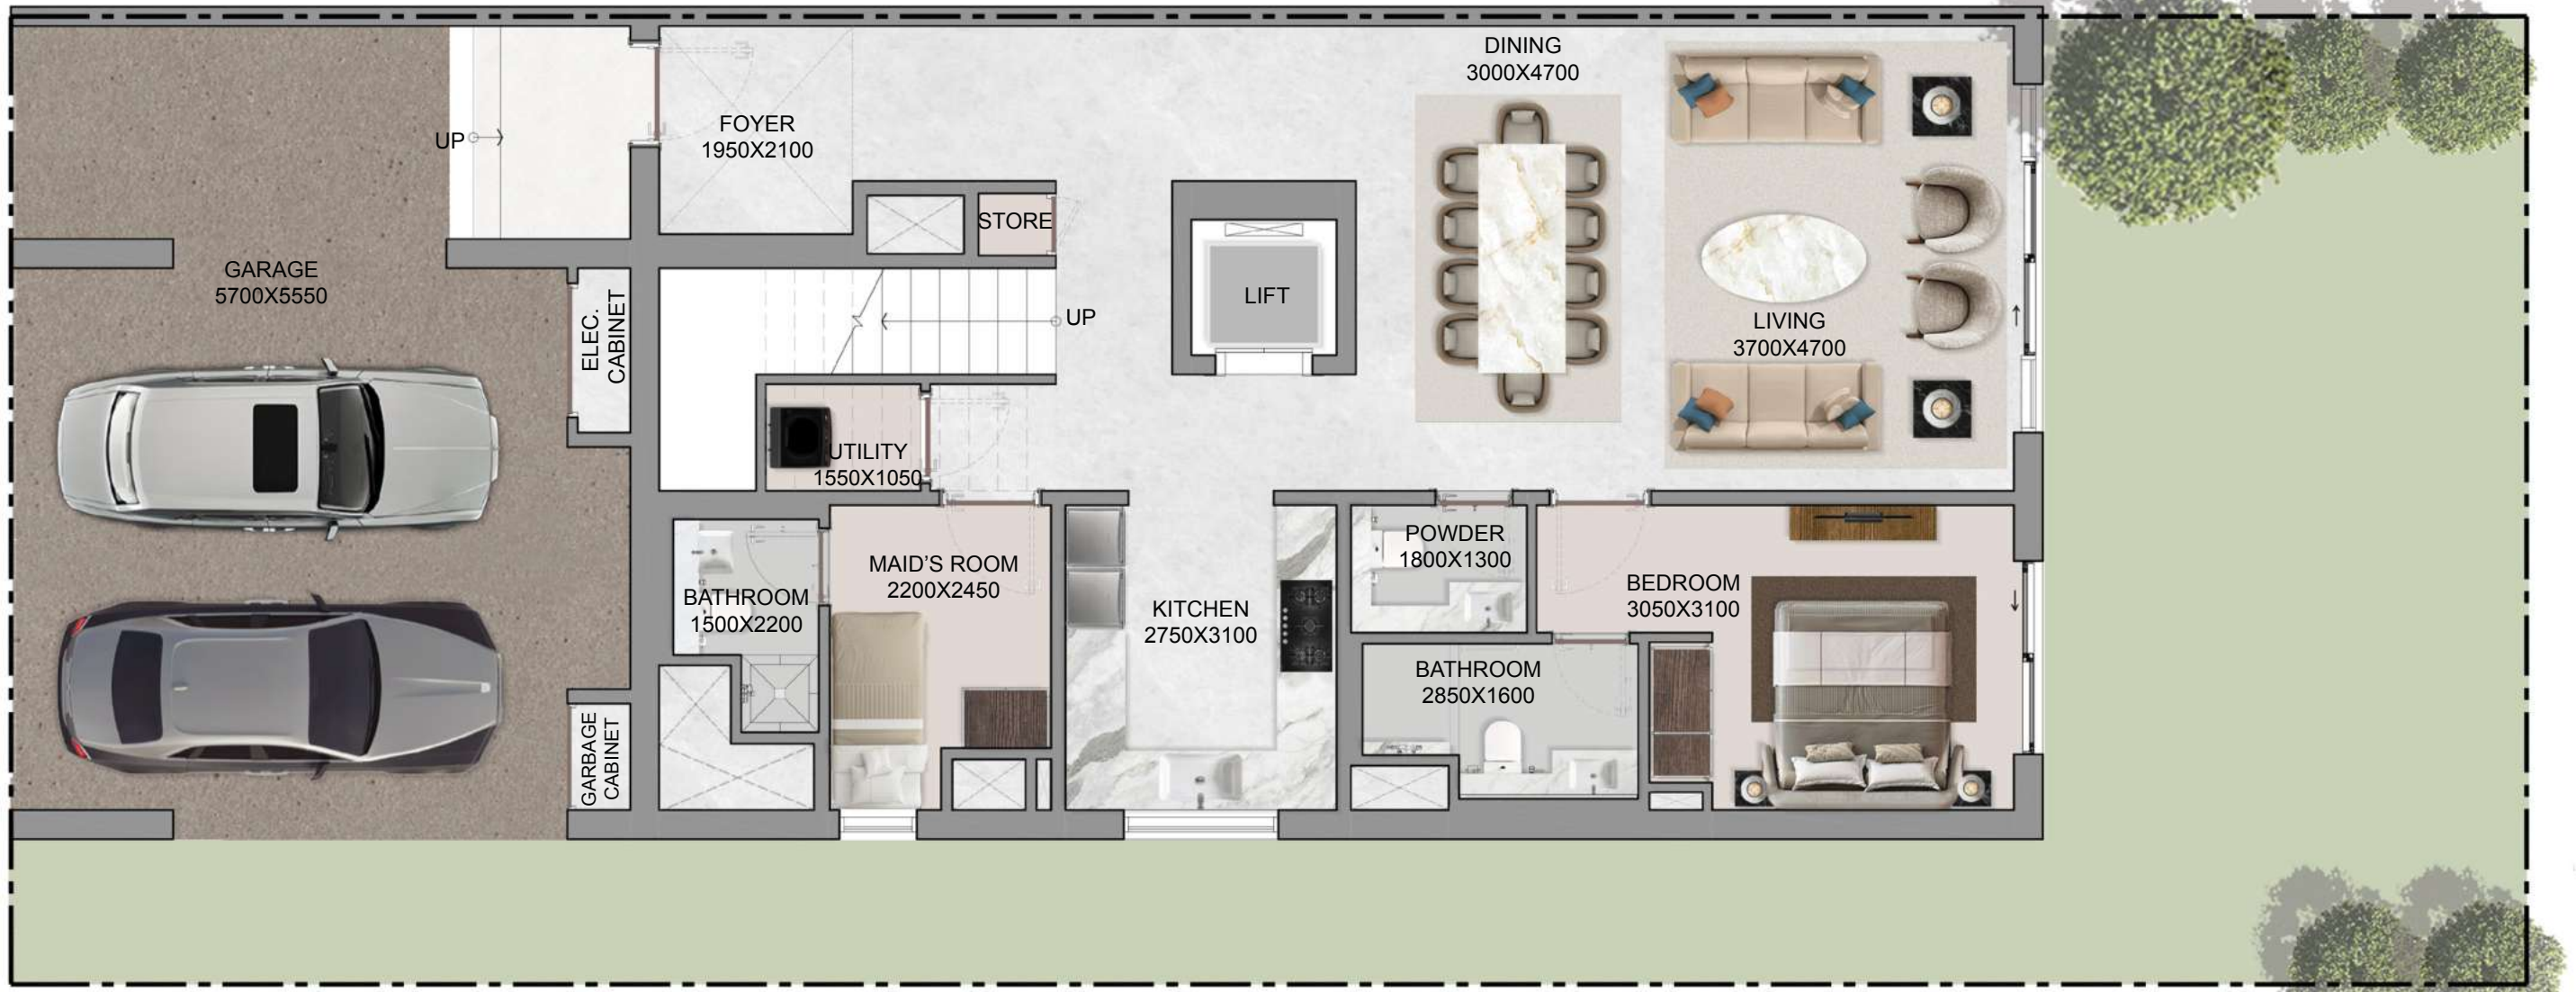 DINING
3000X4700
FOYER
1950X2100
UP
STORE
GARAGE
5700X5550
ELEC.
CABINET
UP
LIFT
LIVING
3700X4700
UTILITY
1550X1050
MAID'S ROOM
2200X2450
BATHROOM
1500X2200
KITCHEN
2750X3100
POWDER
1800X1300
BEDROOM
3050X3100
BATHROOM
2850X1600
GARBAGE
CABINET